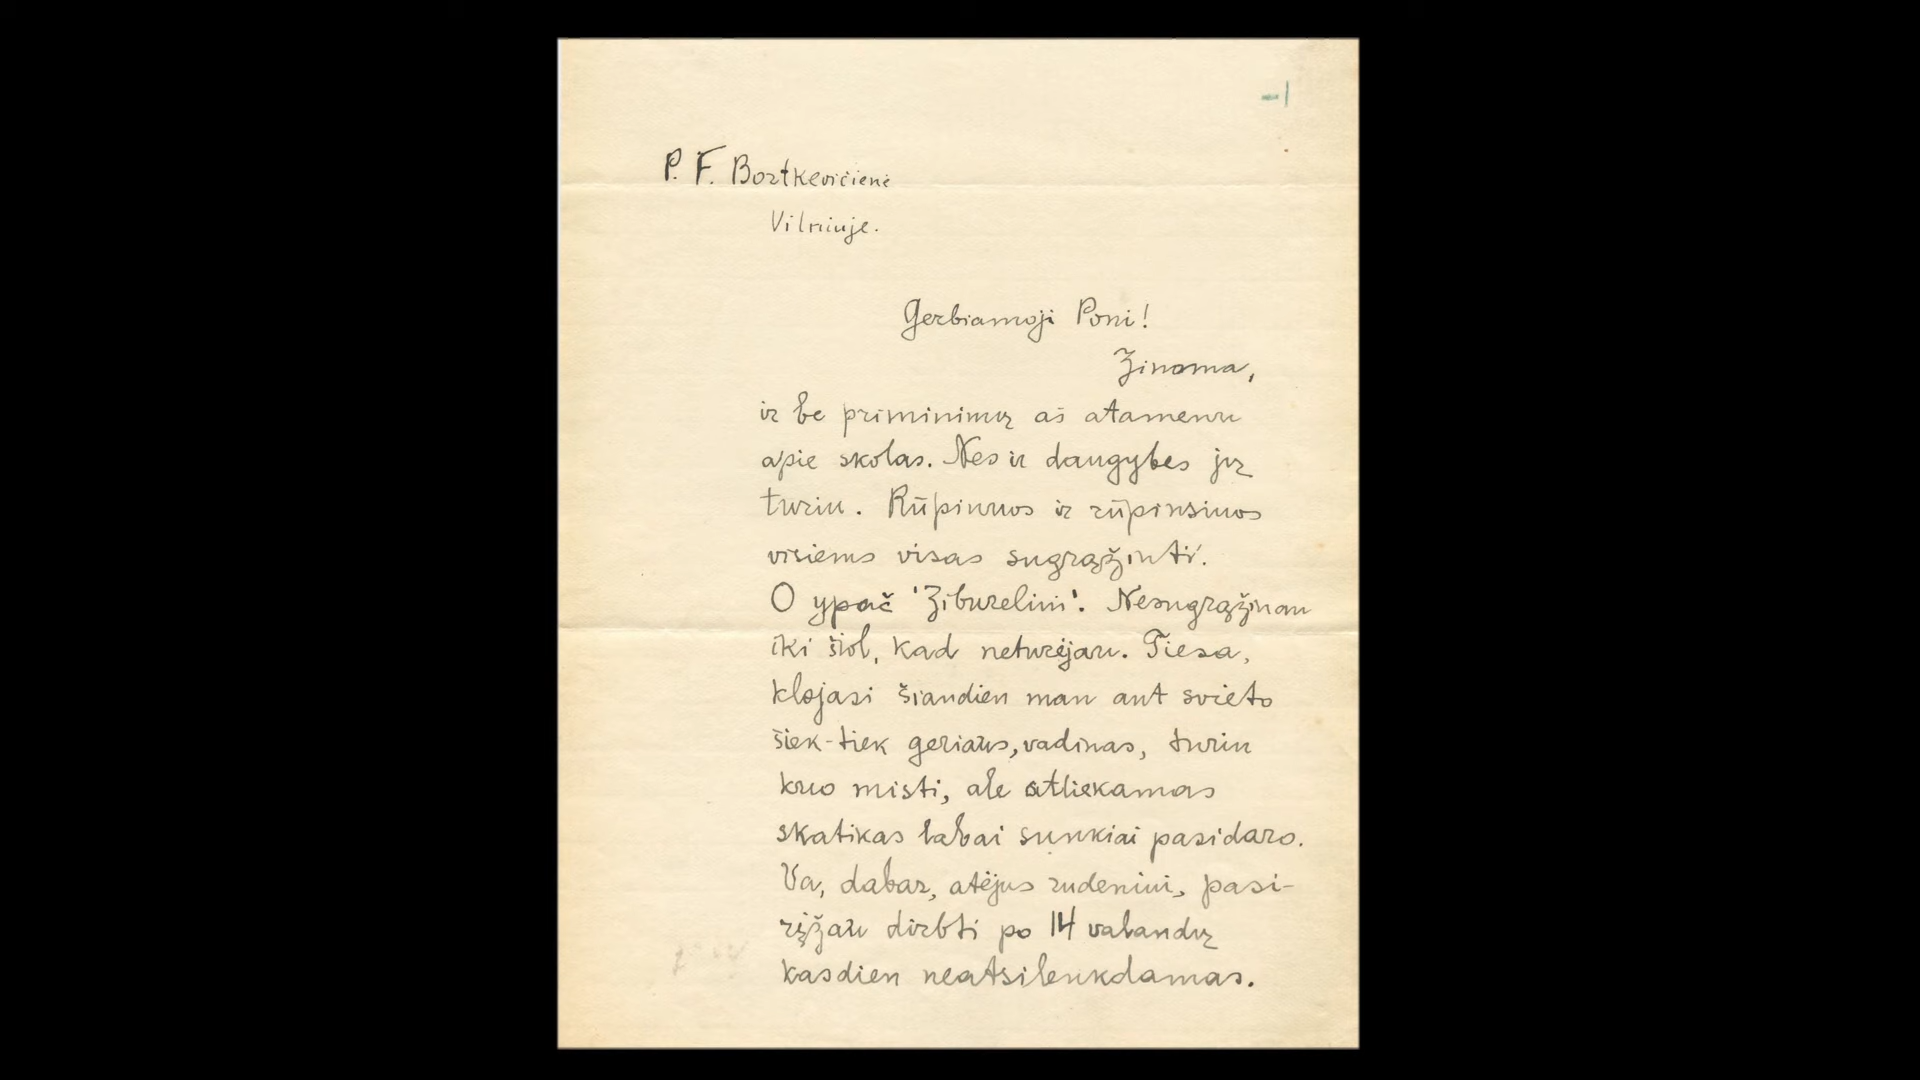 -1
P. F. Bortkevičienė
Vilniuje.
Gerbiamoji Poni!
Žinoma,
ir be priminimų aš atamenu
apie skolas. Nes ir daugybes jų
turiu. Rūpinuos ir rūpinsiuos
visiems visas sugrąžinti.
O ypač 'Žiburelini'. Nesugrąžinau
iki šiol, kad neturėjau. Tiesa,
klojasi šiandien man ant svieto
šiek-tiek geriaus, vadinas, turiu
kuo misti, ale atliekamas
skatikas labai sunkiai pasidaro.
Va, dabar, atėjus rudeniui, pasi-
rįžau dirbti po 14 valandų
kasdien neatsilenkdamas.